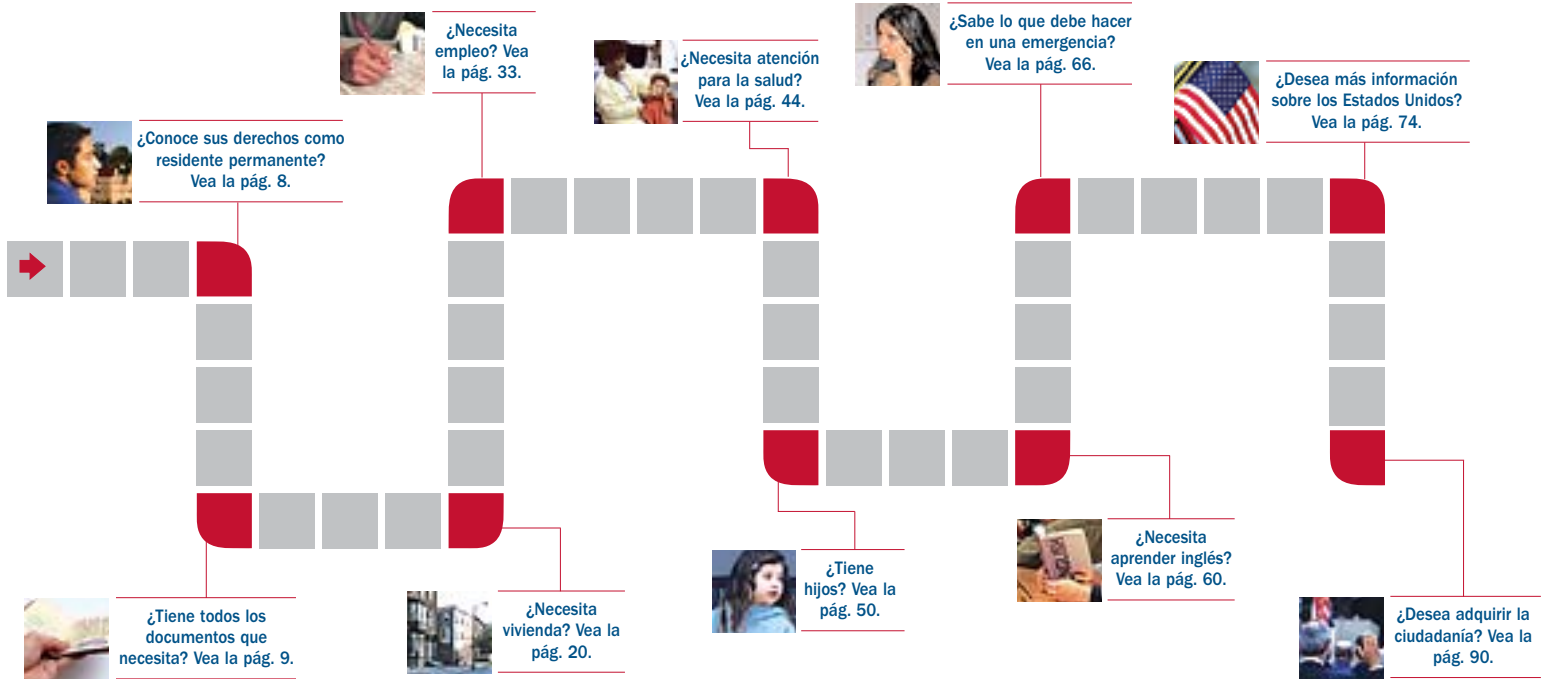 ¿Conoce sus derechos como
residente permanente?
Vea la pág. 8.
¿Tiene todos los
documentos que
necesita? Vea la pág. 9.
¿Necesita
vivienda? Vea la
pág. 20.
¿Necesita
empleo? Vea
la pág. 33.
¿Necesita atención
para la salud?
Vea la pág. 44.
¿Tiene
hijos? Vea la
pág. 50.
¿Necesita
aprender inglés?
Vea la pág. 60.
¿Sabe lo que debe hacer
en una emergencia?
Vea la pág. 66.
¿Desea más información
sobre los Estados Unidos?
Vea la pág. 74.
¿Desea adquirir la
ciudadanía? Vea la
pág. 90.